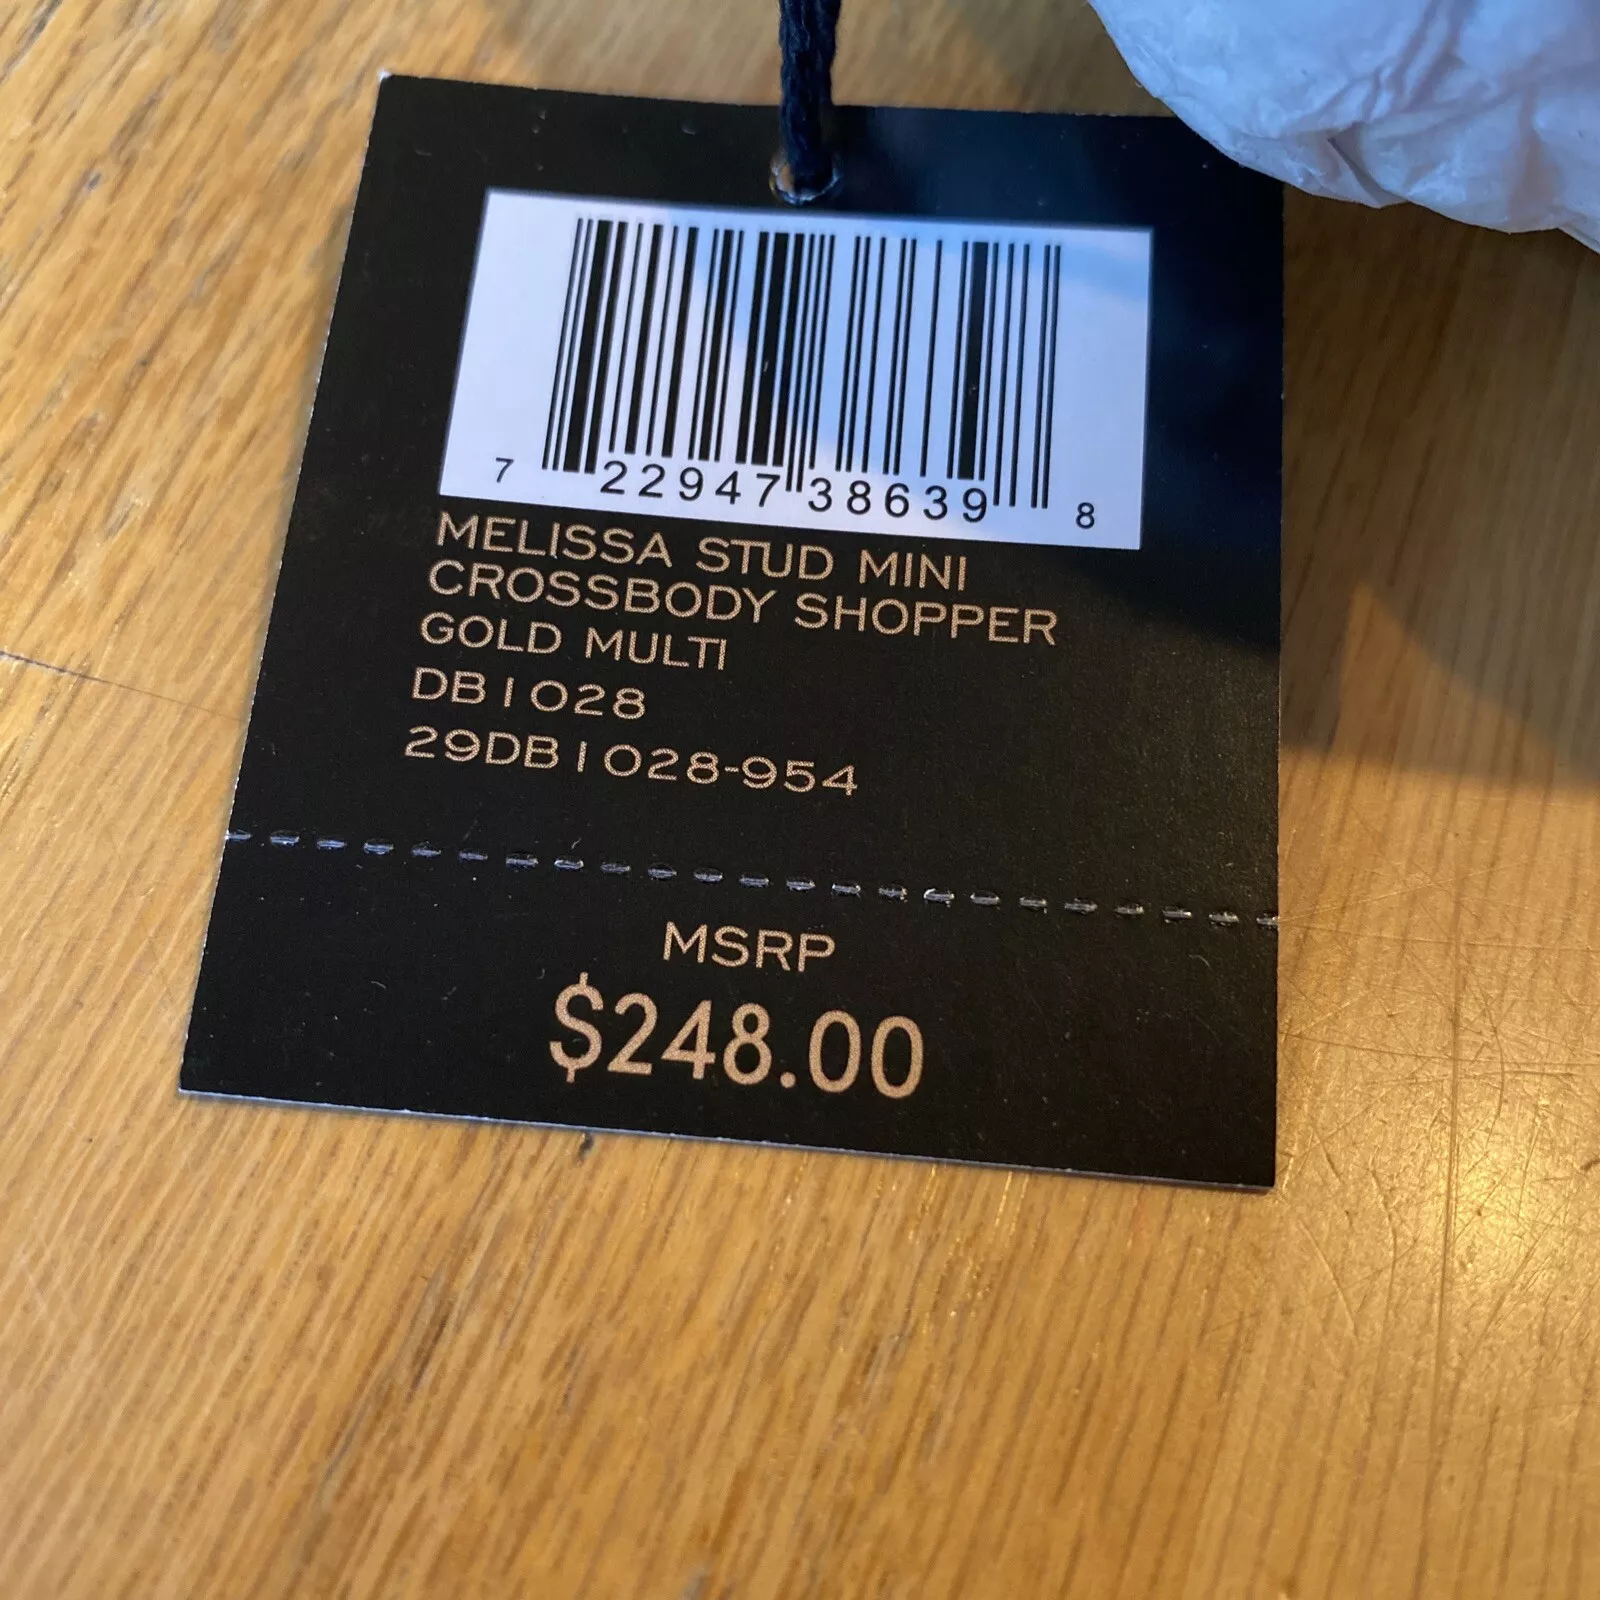 7 22947 38639 8
MELISSA STUD MINI
CROSSBODY SHOPPER
GOLD MULTI
DB1028
29DB1028-954
MSRP
$248.00